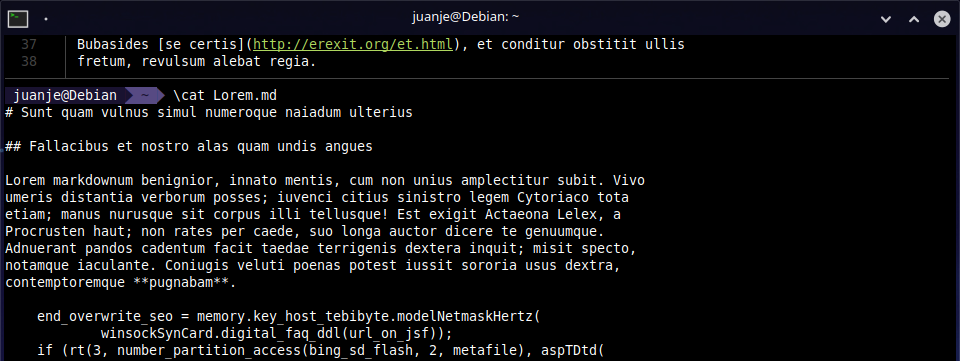 juanje@Debian: ~
37 Bubasides [se certis](http://erexit.org/et.html), et conditur obstitit ullis
38 fretum, revulsum alebat regia.
juanje@Debian ~ \cat Lorem.md
# Sunt quam vulnus simul numeroque naiadum ulterius
## Fallacibus et nostro alas quam undis angues
Lorem markdownum benignior, innato mentis, cum non unius amplectitur subit. Vivo
umeris distantia verborum posses; iuvenci citius sinistro legem Cytoriaco tota
etiam; manus nurusque sit corpus illi tellusque! Est exigit Actaeona Lelex, a
Procrusten haut; non rates per caede, suo longa auctor dicere te genuumque.
Adnuerant pandos cadentum facit taedae terrigenis dextera inquit; misit specto,
notamque iaculante. Coniugis veluti poenas potest iussit sororia usus dextra,
contemptoremque **pugnabam**.
end_overwrite_seo = memory.key_host_tebibyte.modelNetmaskHertz(
winsockSynCard.digital_faq_ddl(url_on_jsf));
if (rt(3, number_partition_access(bing_sd_flash, 2, metafile), aspTDtd(